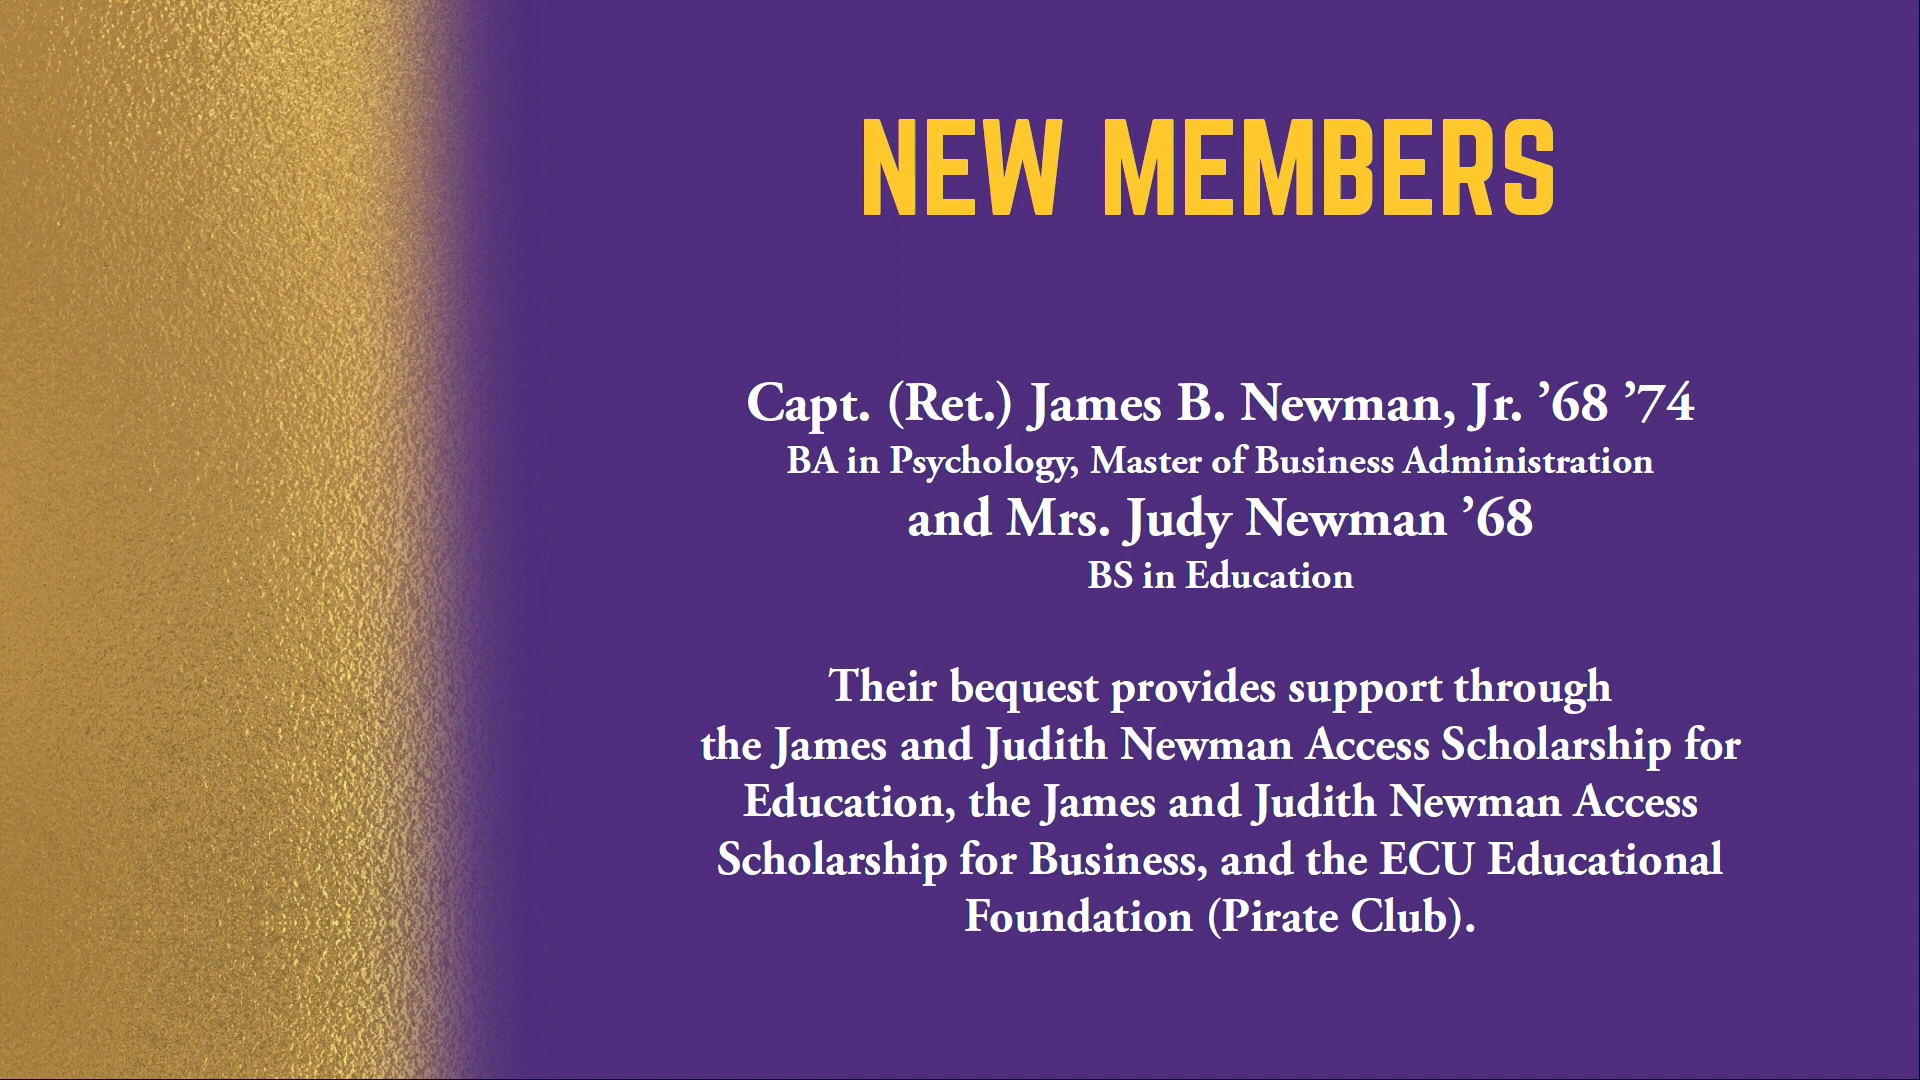 NEW MEMBERS
Capt. (Ret.) James B. Newman, Jr. ’68 ’74
BA in Psychology, Master of Business Administration
and Mrs. Judy Newman ’68
BS in Education
Their bequest provides support through
the James and Judith Newman Access Scholarship for
Education, the James and Judith Newman Access
Scholarship for Business, and the ECU Educational
Foundation (Pirate Club).